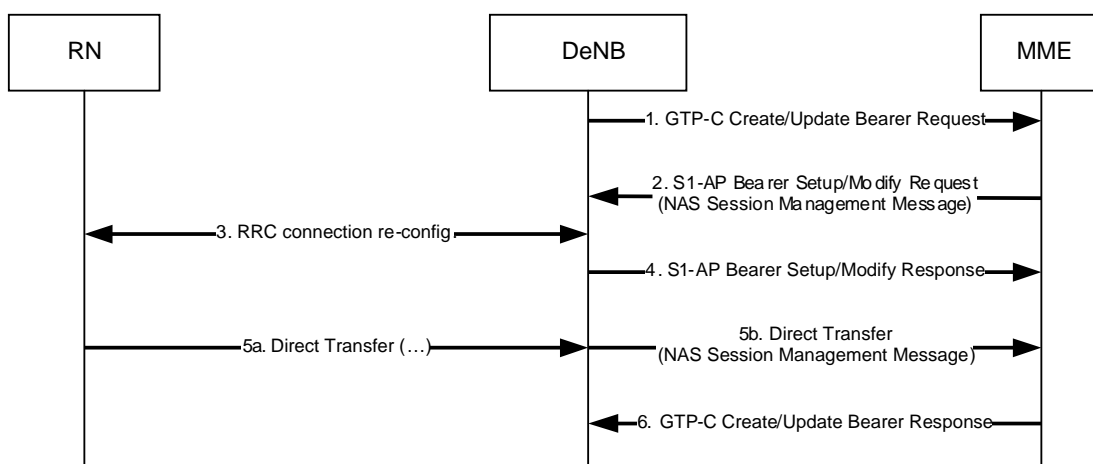 RN
DeNB
MME
1. GTP-C Create/Update Bearer Request
2. S1-AP Bearer Setup/Modify Request
(NAS Session Management Message)
3. RRC connection re-config.
4. S1-AP Bearer Setup/Modify Response
5a. Direct Transfer (…)
5b. Direct Transfer
(NAS Session Management Message)
6. GTP-C Create/Update Bearer Response